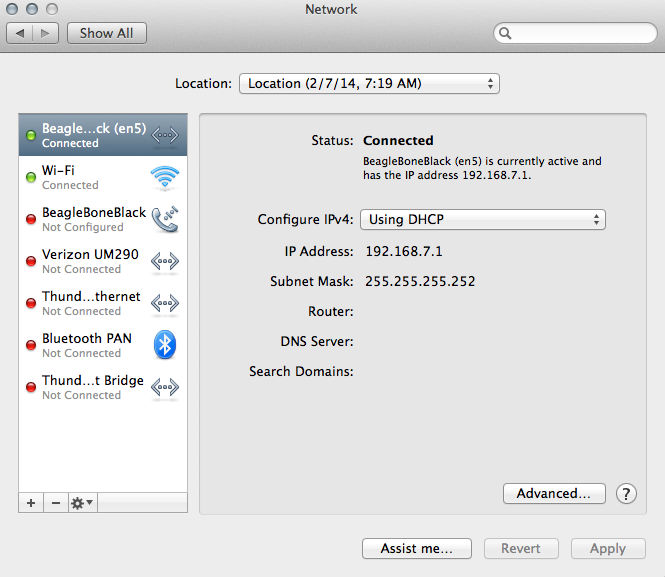 Network
Show All
Location: Location (2/7/14, 7:19 AM)
Beagle...ck (en5)
Connected
Wi-Fi
Connected
BeagleBoneBlack
Not Configured
Verizon UM290
Not Connected
Thund...thernet
Not Connected
Bluetooth PAN
Not Connected
Thund...t Bridge
Not Connected
Status: Connected
BeagleBoneBlack (en5) is currently active and
has the IP address 192.168.7.1.
Configure IPv4: Using DHCP
IP Address: 192.168.7.1
Subnet Mask: 255.255.255.252
Router:
DNS Server:
Search Domains:
Advanced... ?
Assist me... Revert Apply